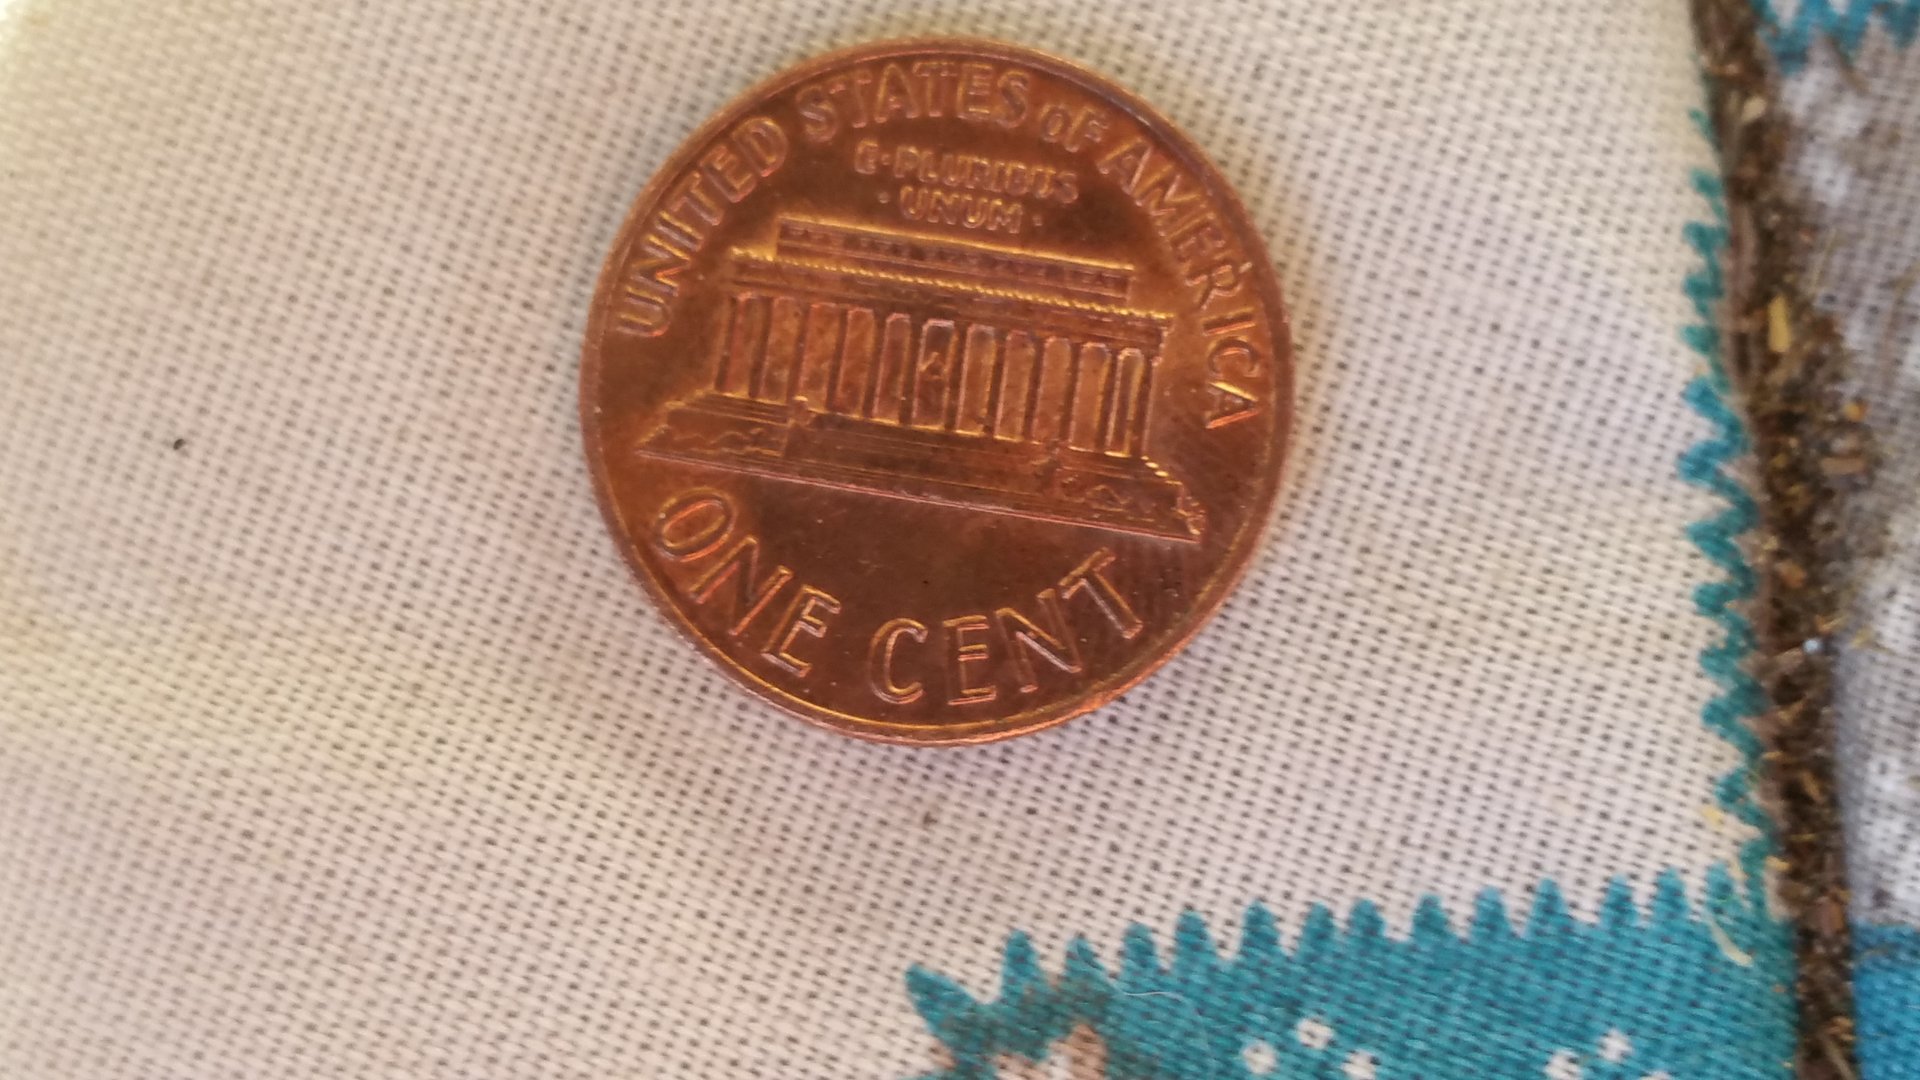 UNITED STATES OF AMERICA
E·PLURIBUS
·UNUM·
ONE CENT